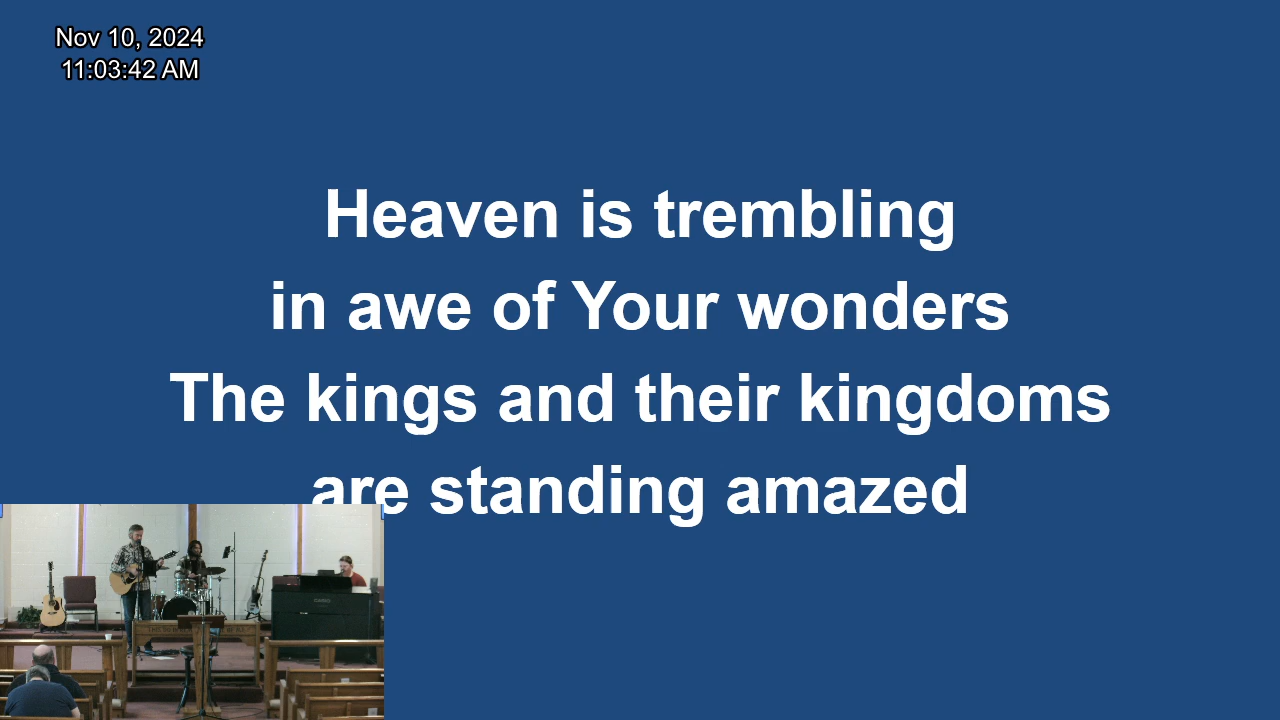 Nov 10, 2024
11:03:42 AM
Heaven is trembling
in awe of Your wonders
The kings and their kingdoms
are standing amazed